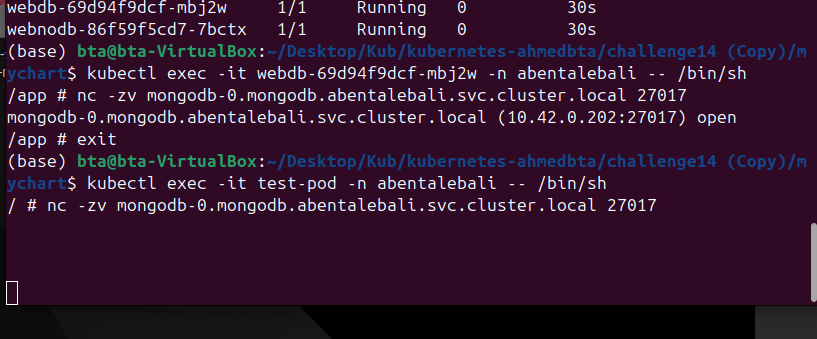 webdb-69d94f9dcf-mbj2w     1/1     Running   0          30s
webnodb-86f59f5cd7-7bctx   1/1     Running   0          30s
(base) bta@bta-VirtualBox:~/Desktop/Kub/kubernetes-ahmedbta/challenge14 (Copy)/m
ychart$ kubectl exec -it webdb-69d94f9dcf-mbj2w -n abentalebali -- /bin/sh
/app # nc -zv mongodb-0.mongodb.abentalebali.svc.cluster.local 27017
mongodb-0.mongodb.abentalebali.svc.cluster.local (10.42.0.202:27017) open
/app # exit
(base) bta@bta-VirtualBox:~/Desktop/Kub/kubernetes-ahmedbta/challenge14 (Copy)/m
ychart$ kubectl exec -it test-pod -n abentalebali -- /bin/sh
/ # nc -zv mongodb-0.mongodb.abentalebali.svc.cluster.local 27017